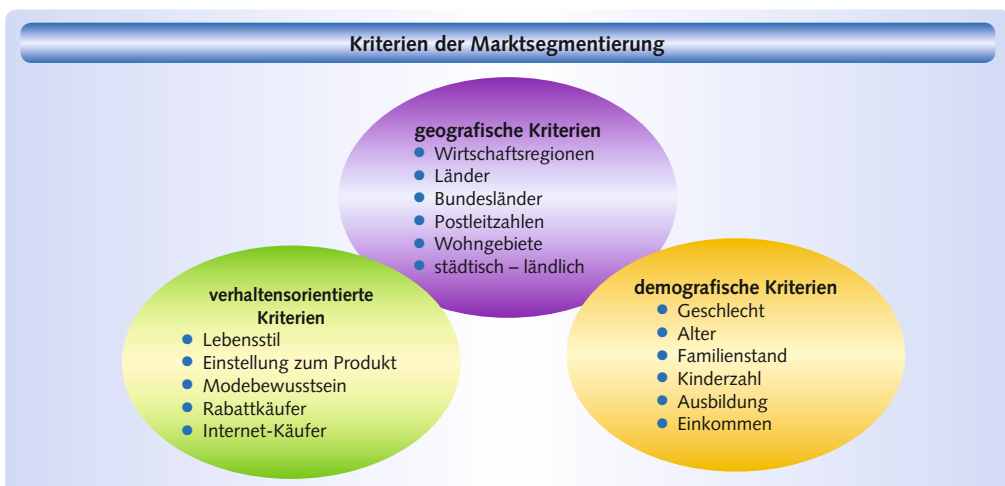 Kriterien der Marktsegmentierung
geografische Kriterien
● Wirtschaftsregionen
● Länder
● Bundesländer
● Postleitzahlen
● Wohngebiete
● städtisch – ländlich
verhaltensorientierte
Kriterien
● Lebensstil
● Einstellung zum Produkt
● Modebewusstsein
● Rabattkäufer
● Internet-Käufer
demografische Kriterien
● Geschlecht
● Alter
● Familienstand
● Kinderzahl
● Ausbildung
● Einkommen